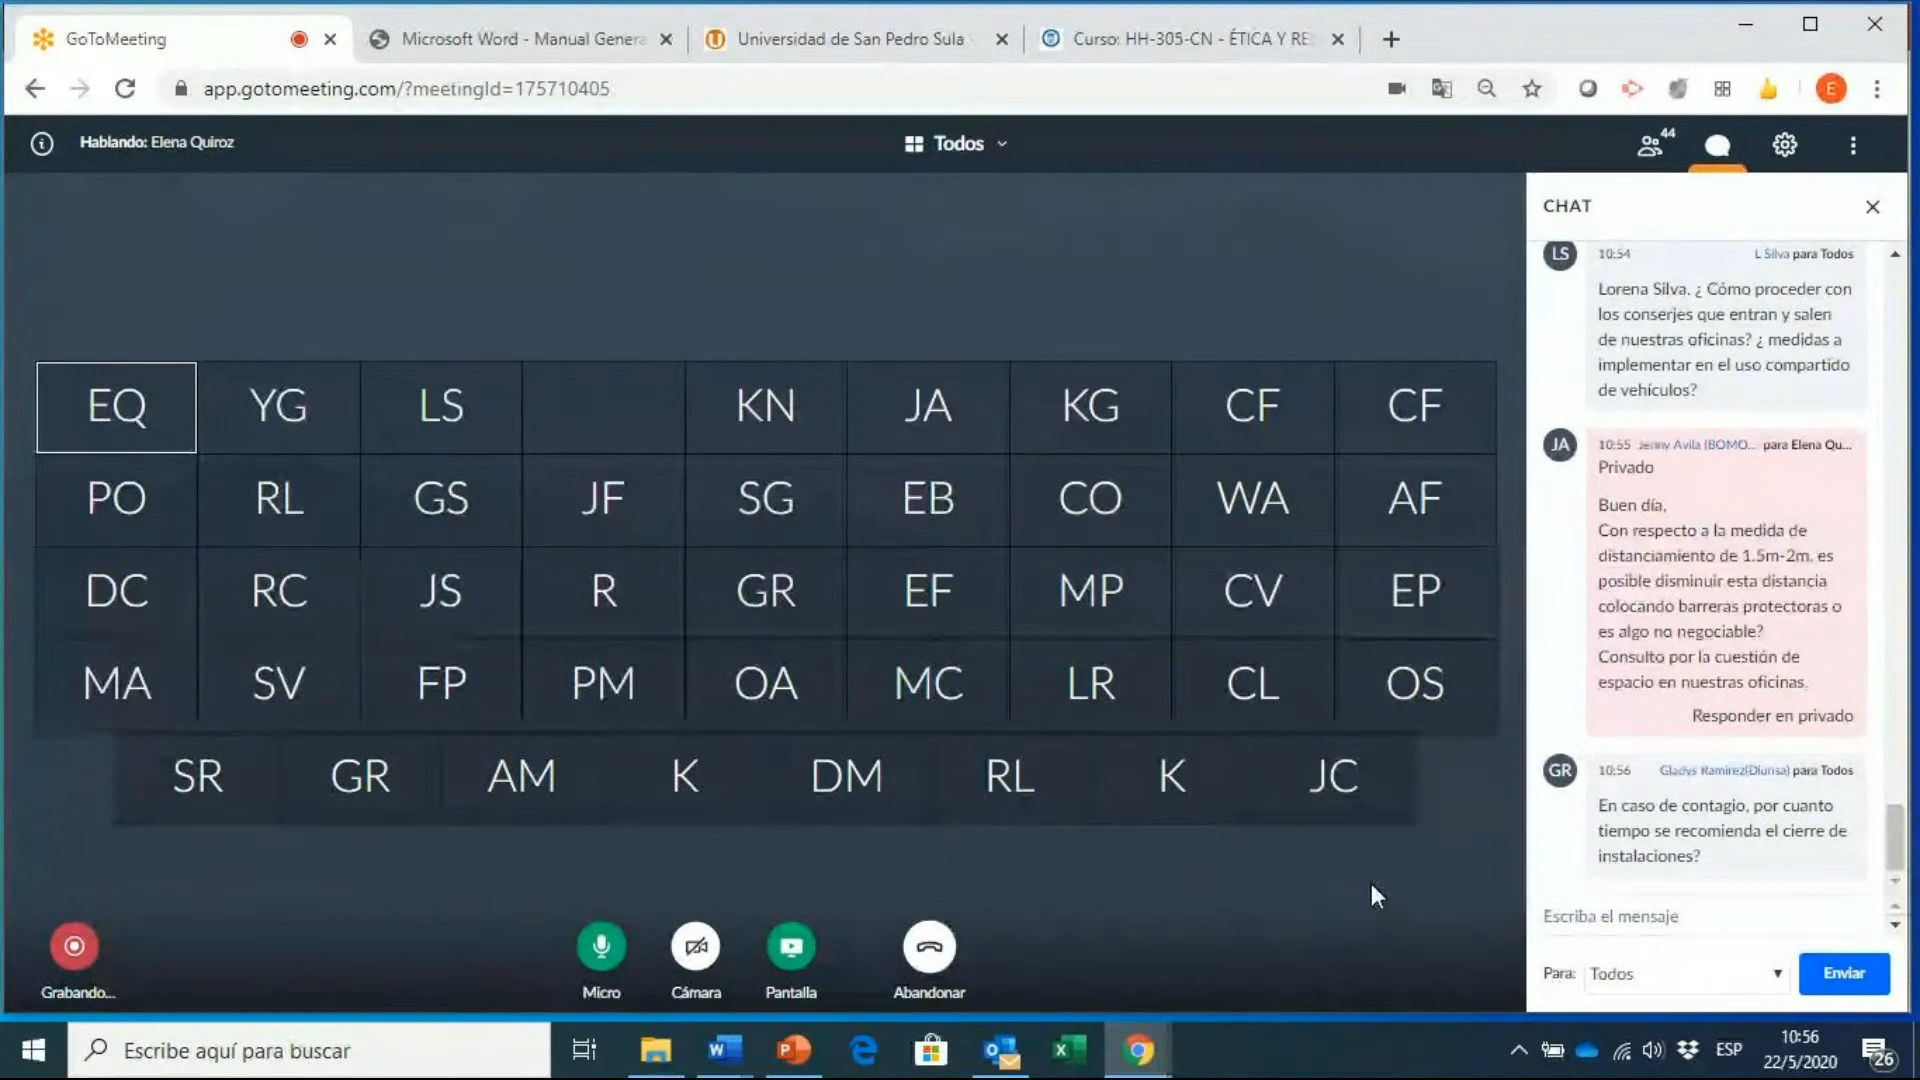 GoToMeeting
Microsoft Word - Manual Genera
Universidad de San Pedro Sula
Curso: HH-305-CN - ÉTICA Y RE
app.gotomeeting.com/?meetingId=175710405
E
Hablando: Elena Quiroz
Todos
44
CHAT
EQ YG LS KN JA KG CF CF
PO RL GS JF SG EB CO WA AF
DC RC JS R GR EF MP CV EP
MA SV FP PM OA MC LR CL OS
SR GR AM K DM RL K JC
LS 10:54 L Silva para Todos
Lorena Silva. ¿ Cómo proceder con
los conserjes que entran y salen
de nuestras oficinas? ¿ medidas a
implementar en el uso compartido
de vehículos?
JA 10:55 Jenny Avila (BOMO... para Elena Qu...
Privado
Buen día,
Con respecto a la medida de
distanciamiento de 1.5m-2m. es
posible disminuir esta distancia
colocando barreras protectoras o
es algo no negociable?
Consulto por la cuestión de
espacio en nuestras oficinas.
Responder en privado
GR 10:56 Gladys Ramirez(Diunsa) para Todos
En caso de contagio, por cuanto
tiempo se recomienda el cierre de
instalaciones?
Escriba el mensaje
Para: Todos Enviar
Grabando... Micro Cámara Pantalla Abandonar
Escribe aquí para buscar
ESP
10:56
22/5/2020
26